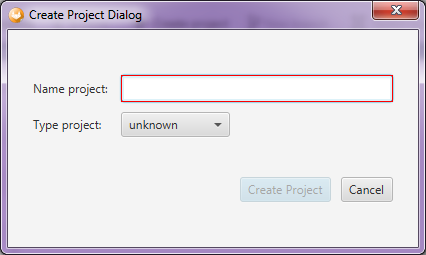 Create Project Dialog
Name project:
Type project: unknown
Create Project Cancel